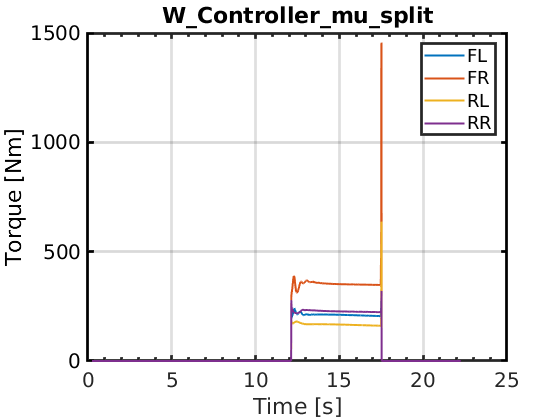 W_Controller_mu_split
1500
1000
500
0
Torque [Nm]
FL
FR
RL
RR
0 5 10 15 20 25
Time [s]